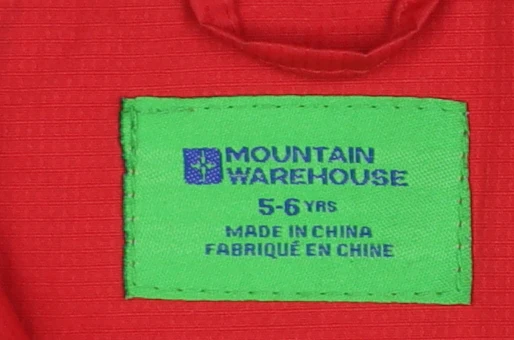 MOUNTAIN
WAREHOUSE
5-6 YRS
MADE IN CHINA
FABRIQUÉ EN CHINE